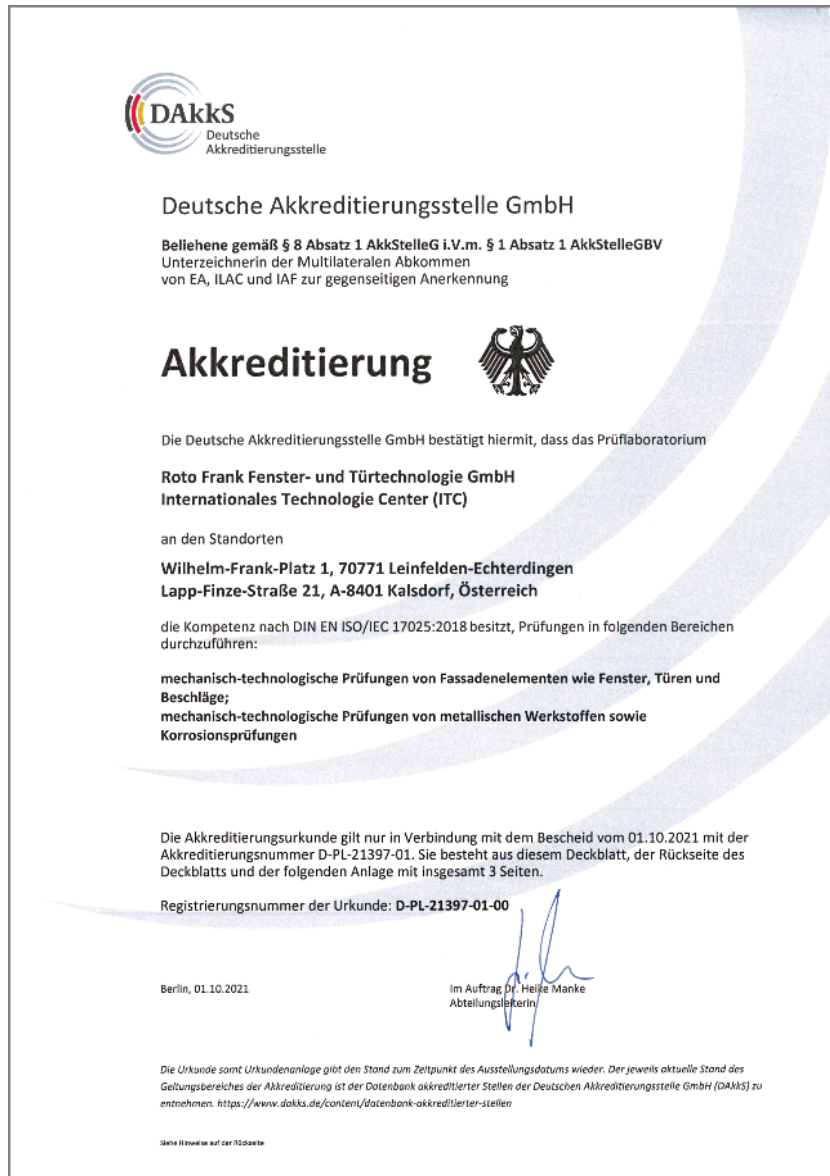 DAkkS
Deutsche
Akkreditierungsstelle
Deutsche Akkreditierungsstelle GmbH
Beliehene gemäß § 8 Absatz 1 AkkStelleG i.V.m. § 1 Absatz 1 AkkStelleGBV
Unterzeichnerin der Multilateralen Abkommen
von EA, ILAC und IAF zur gegenseitigen Anerkennung
Akkreditierung
Die Deutsche Akkreditierungsstelle GmbH bestätigt hiermit, dass das Prüflaboratorium
Roto Frank Fenster- und Türtechnologie GmbH
Internationales Technologie Center (ITC)
an den Standorten
Wilhelm-Frank-Platz 1, 70771 Leinfelden-Echterdingen
Lapp-Finze-Straße 21, A-8401 Kalsdorf, Österreich
die Kompetenz nach DIN EN ISO/IEC 17025:2018 besitzt, Prüfungen in folgenden Bereichen
durchzuführen:
mechanisch-technologische Prüfungen von Fassadenelementen wie Fenster, Türen und
Beschläge;
mechanisch-technologische Prüfungen von metallischen Werkstoffen sowie
Korrosionsprüfungen
Die Akkreditierungsurkunde gilt nur in Verbindung mit dem Bescheid vom 01.10.2021 mit der
Akkreditierungsnummer D-PL-21397-01. Sie besteht aus diesem Deckblatt, der Rückseite des
Deckblatts und der folgenden Anlage mit insgesamt 3 Seiten.
Registrierungsnummer der Urkunde: D-PL-21397-01-00
Berlin, 01.10.2021
Im Auftrag Dr. Heike Manke
Abteilungsleiterin
Die Urkunde samt Urkundenanlage gibt den Stand zum Zeitpunkt des Ausstellungsdatums wieder. Der jeweils aktuelle Stand des
Geltungsbereiches der Akkreditierung ist der Datenbank akkreditierter Stellen der Deutschen Akkreditierungsstelle GmbH (DAkkS) zu
entnehmen. https://www.dakks.de/content/datenbank-akkreditierter-stellen
Siehe Hinweise auf der Rückseite